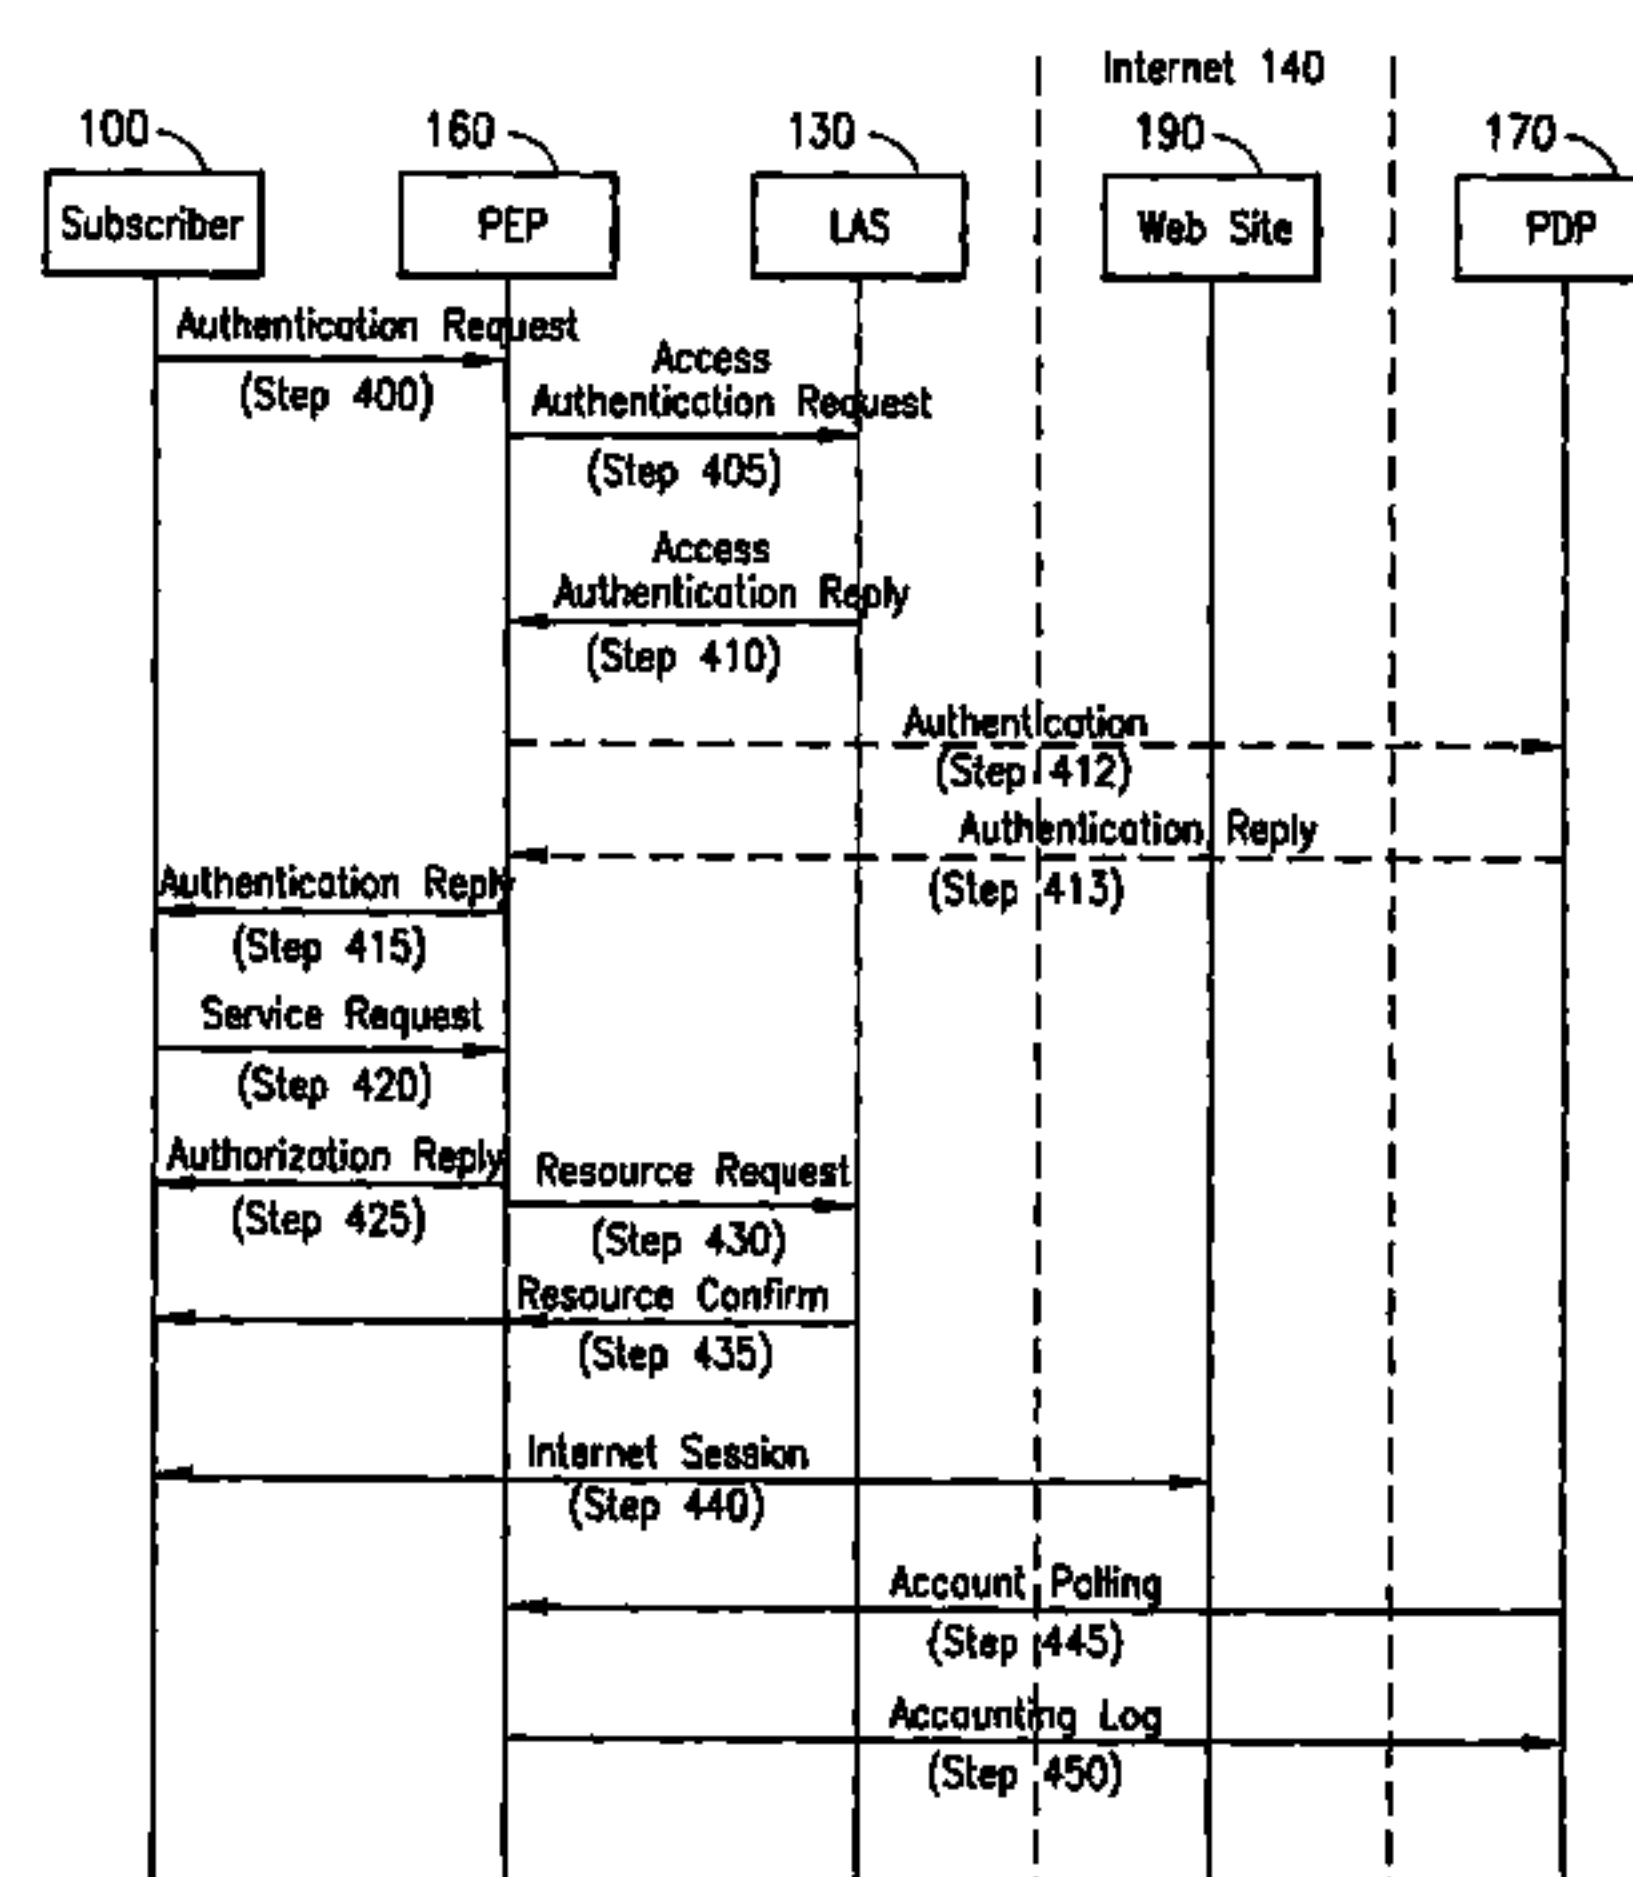 Internet 140
100
160
130
190
170
Subscriber
PEP
LAS
Web Site
PDP
Authentication Request
(Step 400)
Access
Authentication Request
(Step 405)
Access
Authentication Reply
(Step 410)
Authentication
(Step 412)
Authentication Reply
(Step 413)
Authentication Reply
(Step 415)
Service Request
(Step 420)
Authorization Reply
(Step 425)
Resource Request
(Step 430)
Resource Confirm
(Step 435)
Internet Session
(Step 440)
Account Polling
(Step 445)
Accounting Log
(Step 450)